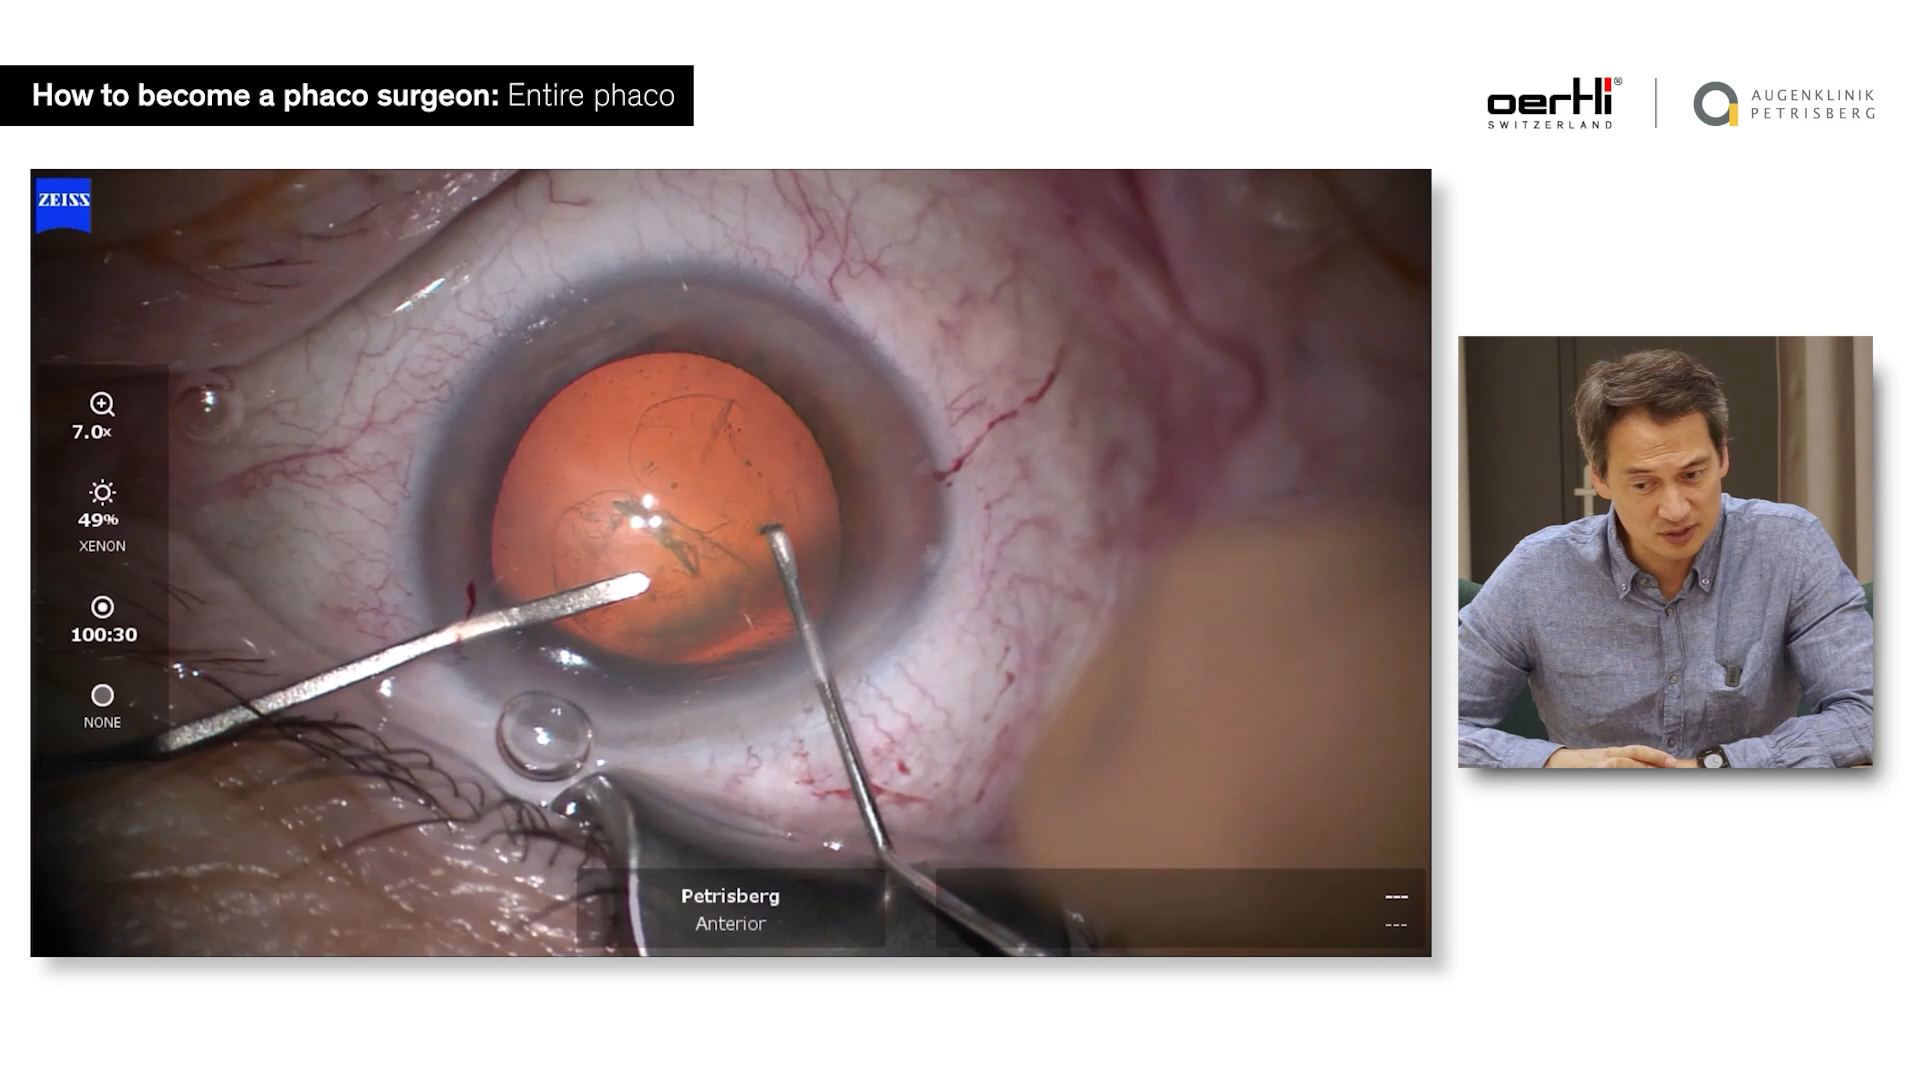 How to become a phaco surgeon: Entire phaco
oertli®
SWITZERLAND
AUGENKLINIK
PETRISBERG
ZEISS
7.0x
49%
XENON
100:30
NONE
Petrisberg
Anterior
---
---